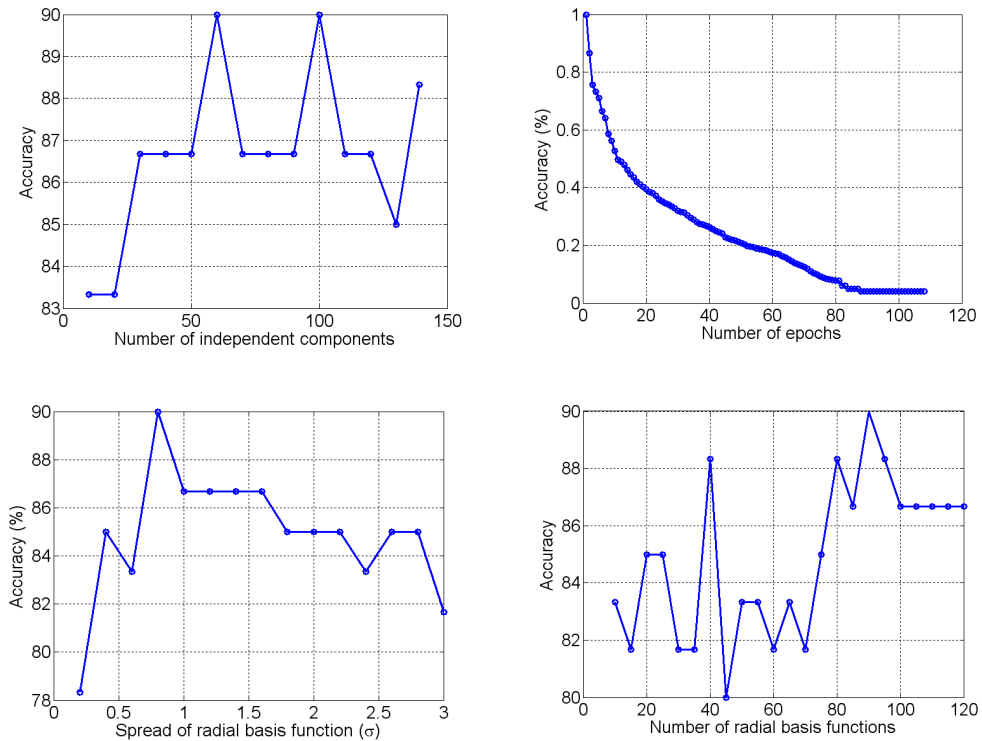 90
89
88
87
86
85
84
83
Accuracy
0 50 100 150
Number of independent components
1
0.8
0.6
0.4
0.2
0
Accuracy (%)
0 20 40 60 80 100 120
Number of epochs
90
88
86
84
82
80
78
Accuracy (%)
0 0.5 1 1.5 2 2.5 3
Spread of radial basis function (σ)
90
88
86
84
82
80
Accuracy
0 20 40 60 80 100 120
Number of radial basis functions